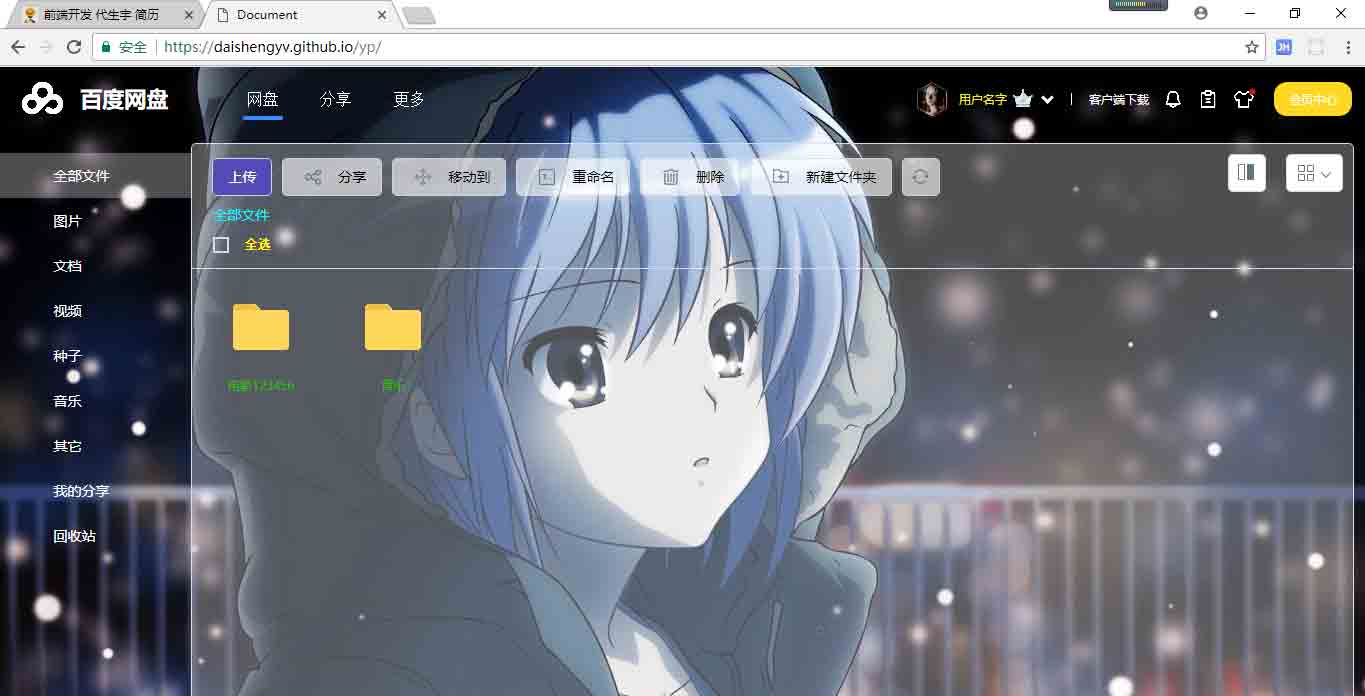 前端开发 代生宇 简历
Document
安全
https://daishengyv.github.io/yp/
JH
百度网盘
网盘
分享
更多
用户名字
客户端下载
会员中心
全部文件
图片
文档
视频
种子
音乐
其它
我的分享
回收站
上传
分享
移动到
重命名
删除
新建文件夹
全部文件
全选
音乐